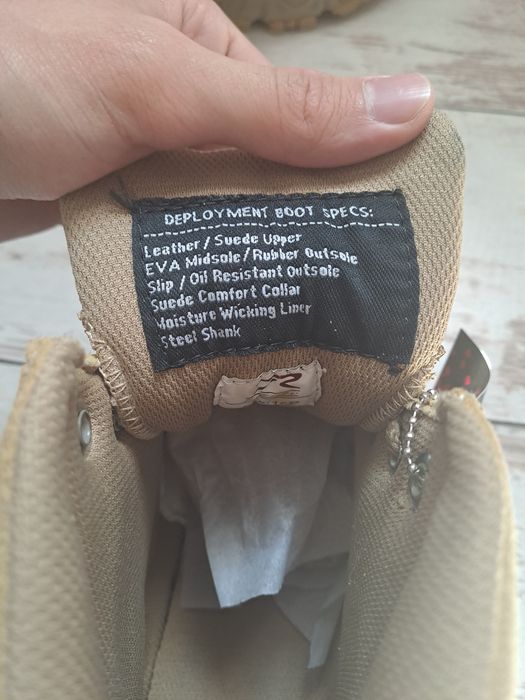 DEPLOYMENT BOOT SPECS:
Leather / Suede Upper
EVA Midsole / Rubber Outsole
Slip / Oil Resistant Outsole
Suede Comfort Collar
Moisture Wicking Liner
Steel Shank